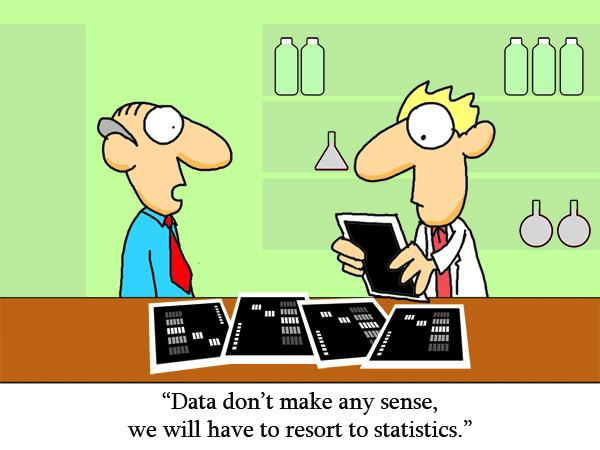 “Data don’t make any sense,
we will have to resort to statistics.”